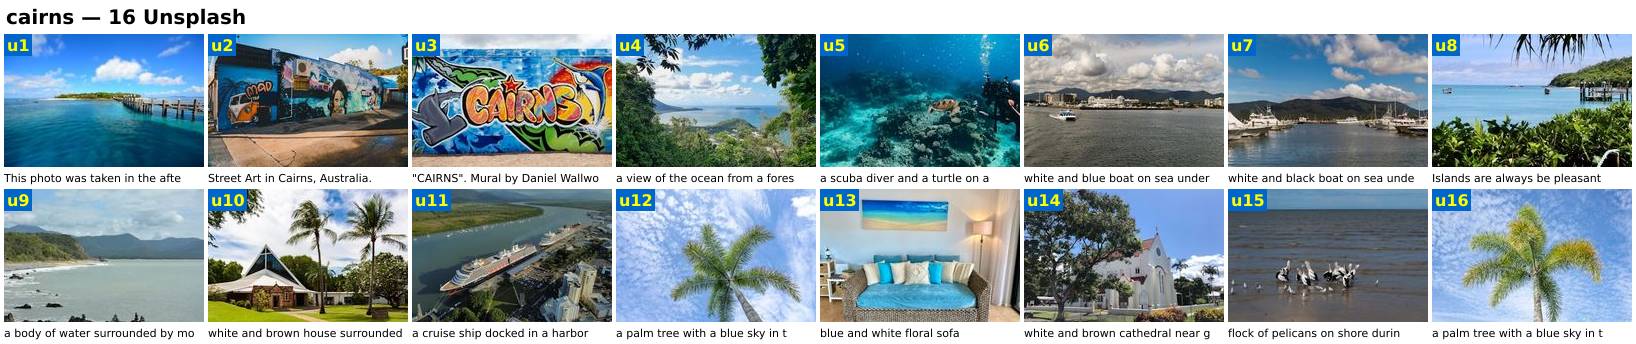 cairns — 16 Unsplash
u1
u2
u3
u4
u5
u6
u7
u8
MAD
CAIRNS
This photo was taken in the afte
Street Art in Cairns, Australia.
"CAIRNS". Mural by Daniel Wallwo
a view of the ocean from a fores
a scuba diver and a turtle on a
white and blue boat on sea under
white and black boat on sea unde
Islands are always be pleasant
u9
u10
u11
u12
u13
u14
u15
u16
a body of water surrounded by mo
white and brown house surrounded
a cruise ship docked in a harbor
a palm tree with a blue sky in t
blue and white floral sofa
white and brown cathedral near g
flock of pelicans on shore durin
a palm tree with a blue sky in t